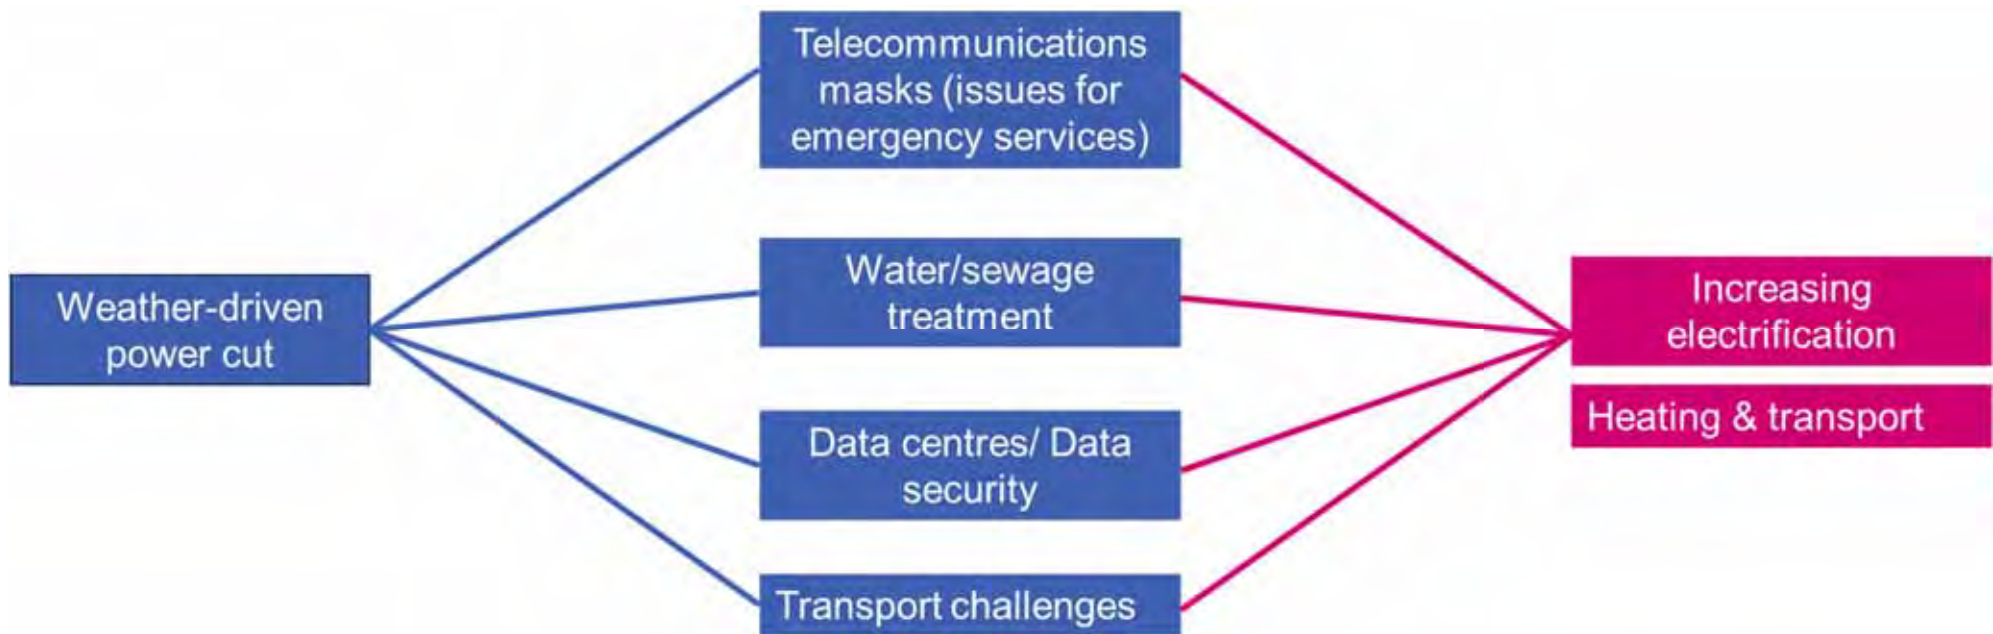 Telecommunications
masks (issues for
emergency services)
Weather-driven
power cut
Water/sewage
treatment
Increasing
electrification
Heating & transport
Data centres/ Data
security
Transport challenges